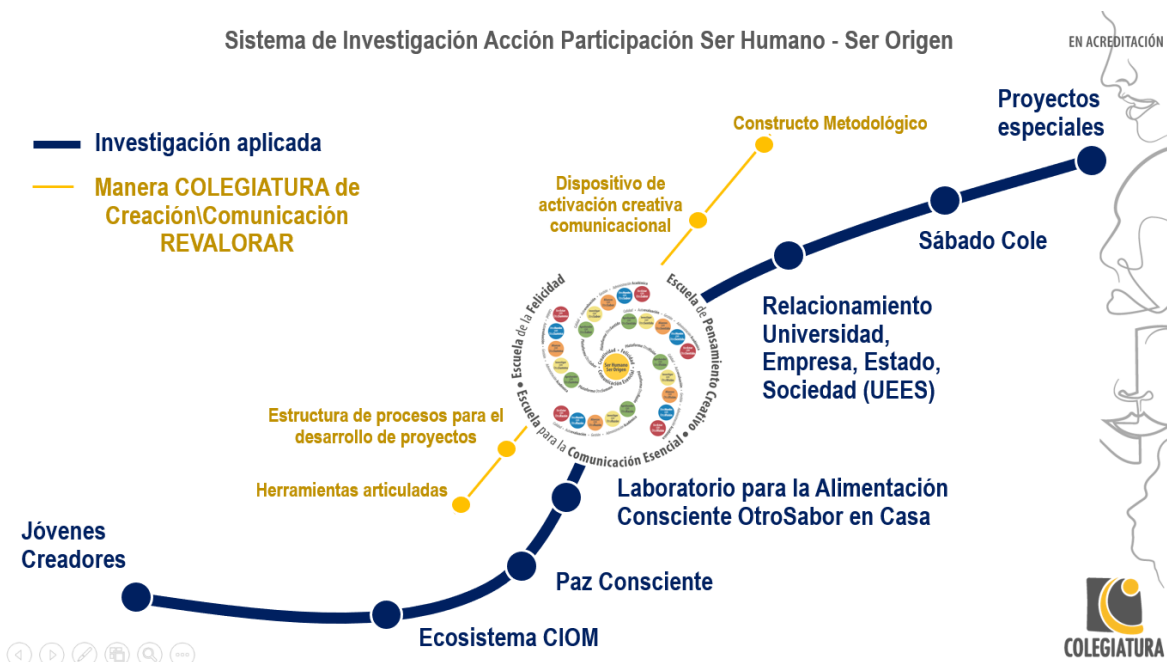 Sistema de Investigación Acción Participación Ser Humano - Ser Origen
EN ACREDITACIÓN
Investigación aplicada
Manera COLEGIATURA de
Creación\Comunicación
REVALORAR
Constructo Metodológico
Dispositivo de
activación creativa
comunicacional
Proyectos
especiales
Sábado Cole
Relacionamiento
Universidad,
Empresa, Estado,
Sociedad (UEES)
Escuela de la Felicidad
Escuela de Pensamiento Creativo
Escuela para la Comunicación Esencial
Ser Humano
Ser Origen
Estructura de procesos para el
desarrollo de proyectos
Herramientas articuladas
Laboratorio para la Alimentación
Consciente OtroSabor en Casa
Jóvenes
Creadores
Paz Consciente
Ecosistema CIOM
COLEGIATURA